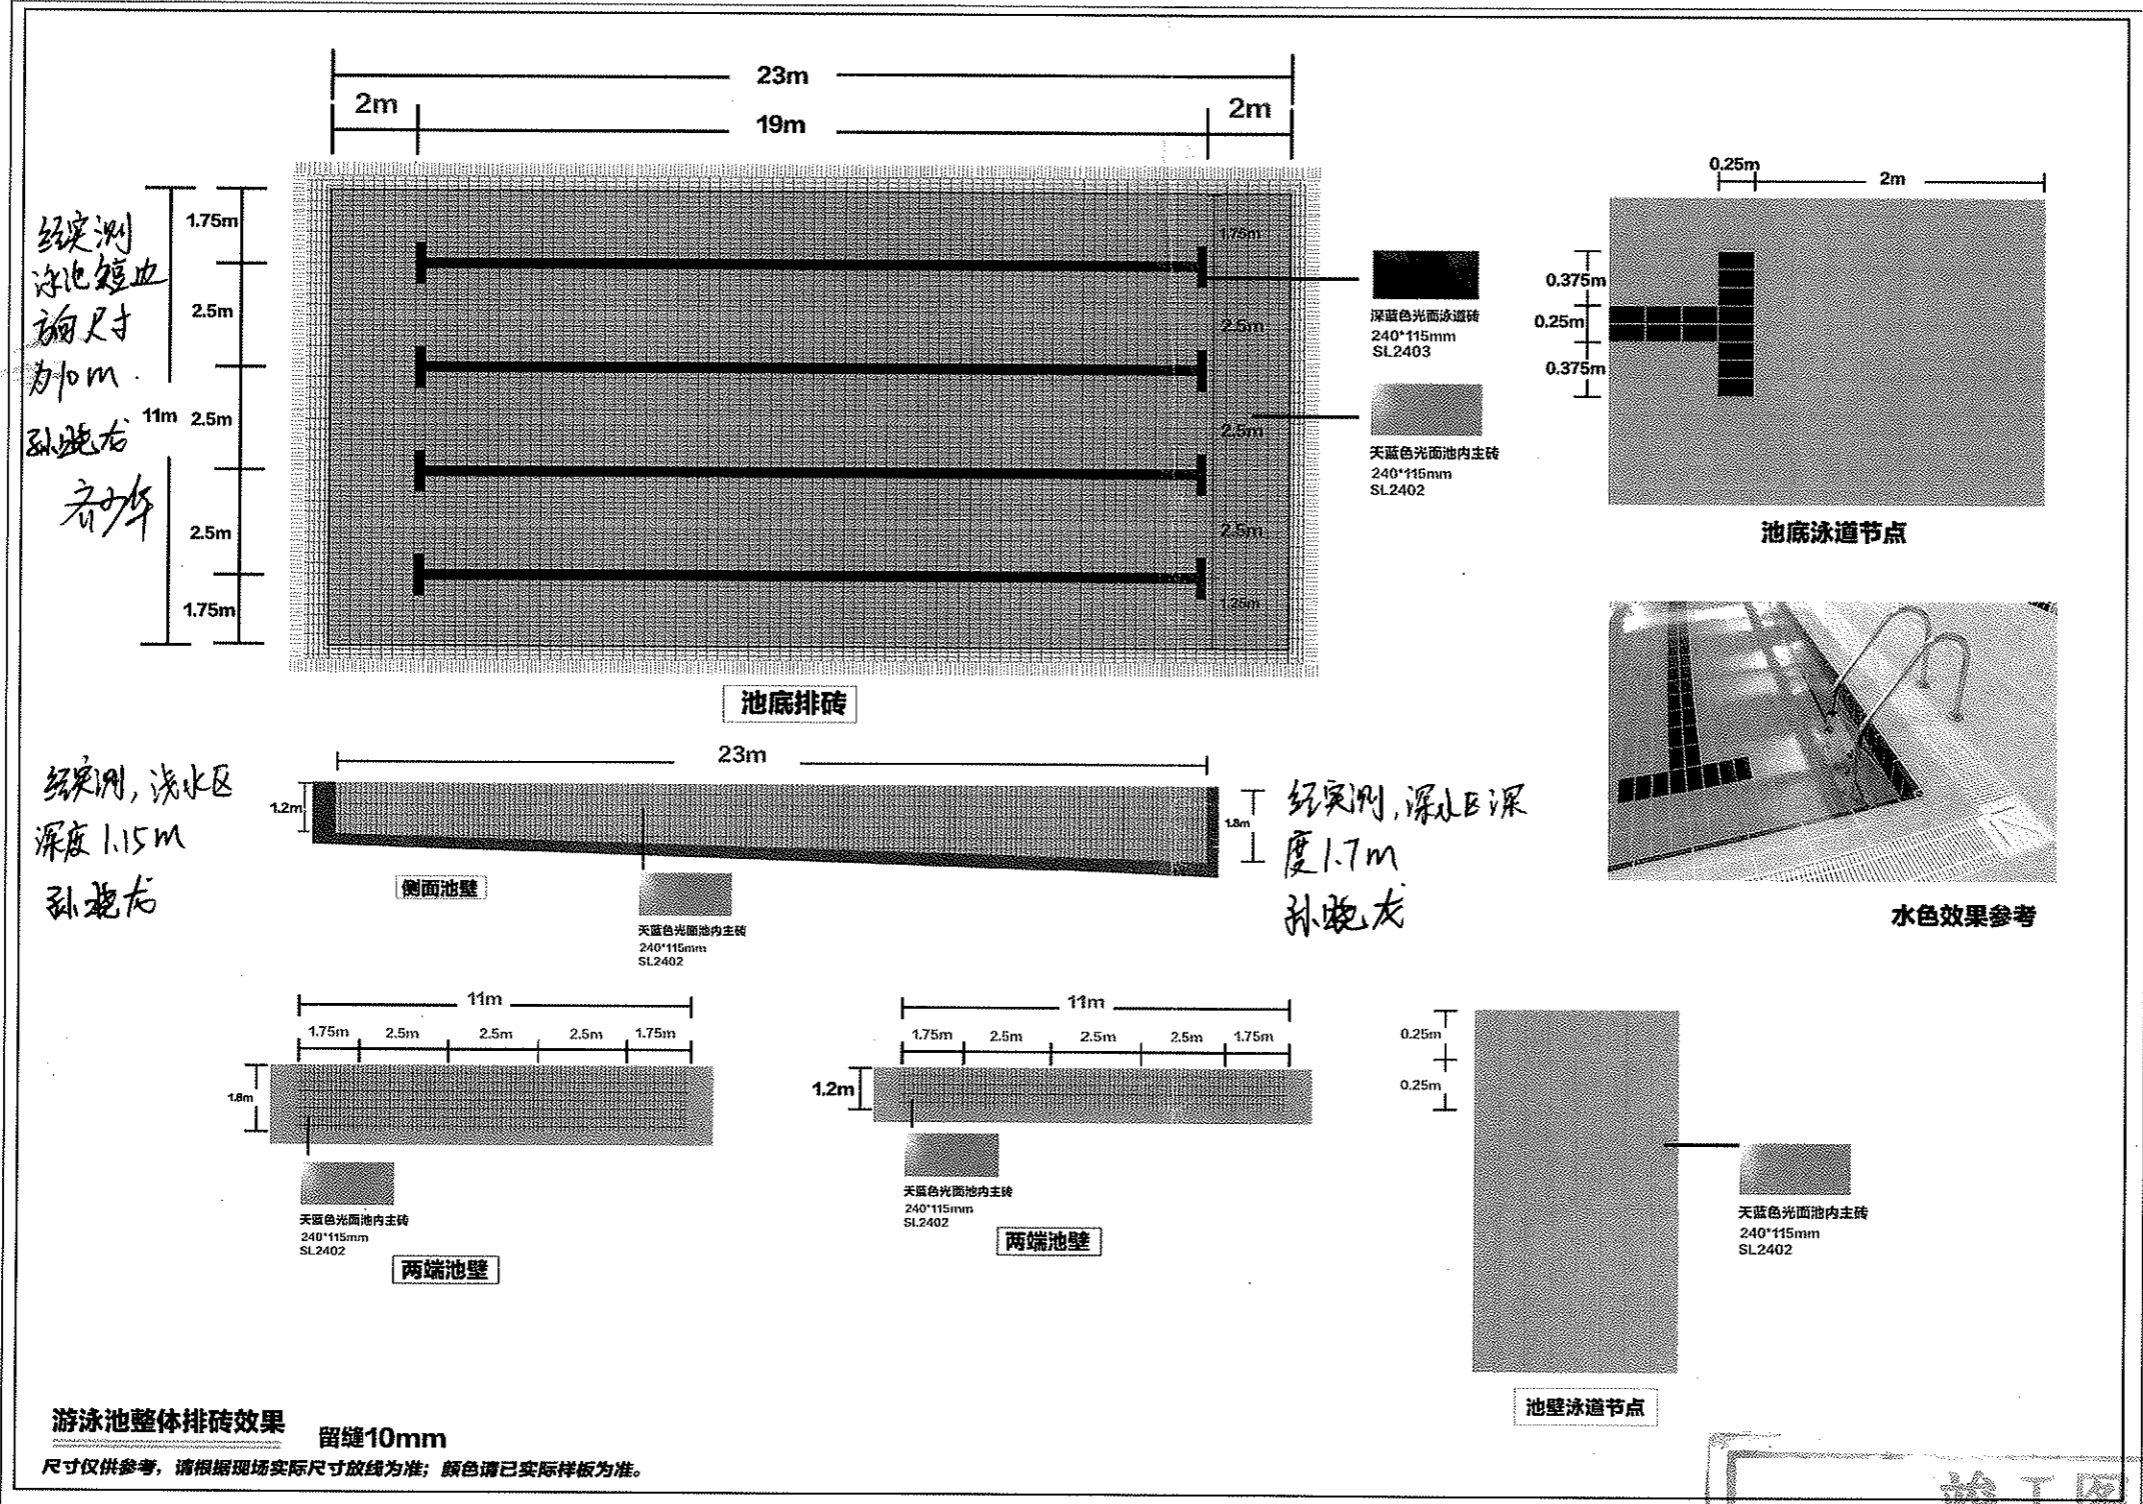 23m
2m
19m
2m
1.75m
2.5m
11m
2.5m
2.5m
1.75m
经实测
泳池短边
方向尺寸
为10m.
孙晓龙
1.75m
2.5m
2.5m
2.5m
1.25m
深蓝色光面泳道砖
240*115mm
SL2403
天蓝色光面池内主砖
240*115mm
SL2402
池底排砖
0.25m
2m
0.375m
0.25m
0.375m
池底泳道节点
水色效果参考
23m
1.2m
1.8m
经实测,浅水区
深度1.15m
孙晓龙
经实测,深水区深
度1.7m
孙晓龙
侧面池壁
天蓝色光面池内主砖
240*115mm
SL2402
11m
1.75m
2.5m
2.5m
2.5m
1.75m
1.8m
天蓝色光面池内主砖
240*115mm
SL2402
两端池壁
11m
1.75m
2.5m
2.5m
2.5m
1.75m
1.2m
天蓝色光面池内主砖
240*115mm
SL2402
两端池壁
0.25m
0.25m
天蓝色光面池内主砖
240*115mm
SL2402
池壁泳道节点
游泳池整体排砖效果
留缝10mm
尺寸仅供参考，请根据现场实际尺寸放线为准；颜色请已实际样板为准。
竣工图